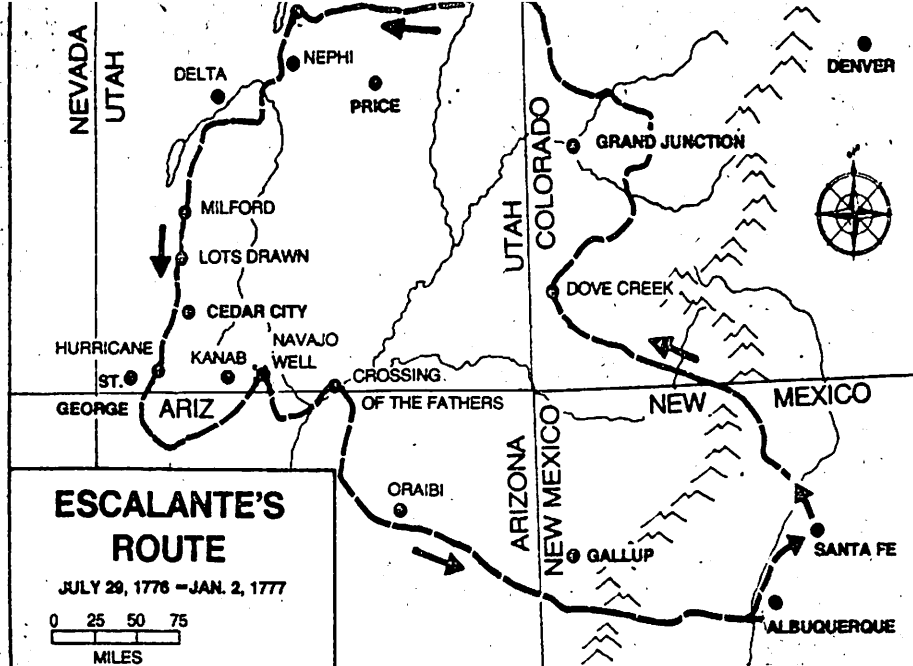 NEVADA
UTAH
DELTA
NEPHI
PRICE
DENVER
UTAH
COLORADO
GRAND JUNCTION
MILFORD
LOTS DRAWN
DOVE CREEK
CEDAR CITY
HURRICANE
KANAB
NAVAJO
WELL
ST.
GEORGE
CROSSING
OF THE FATHERS
ARIZ
NEW MEXICO
ARIZONA
NEW MEXICO
ORAIBI
GALLUP
SANTA FE
ALBUQUERQUE
ESCALANTE'S
ROUTE
JULY 29, 1776 – JAN. 2, 1777
0 25 50 75
MILES